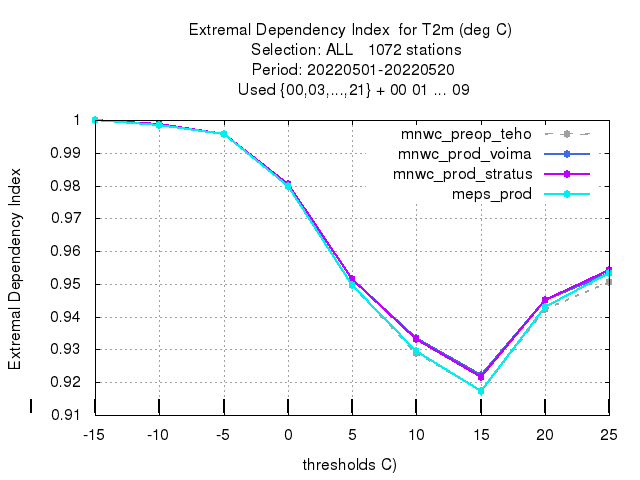 Extremal Dependency Index  for T2m (deg C)
Selection: ALL   1072 stations
Period: 20220501-20220520
Used {00,03,...,21} + 00 01 ... 09
Extremal Dependency Index
1
0.99
0.98
0.97
0.96
0.95
0.94
0.93
0.92
0.91
mnwc_preop_teho
mnwc_prod_voima
mnwc_prod_stratus
meps_prod
-15 -10 -5 0 5 10 15 20 25
thresholds C)